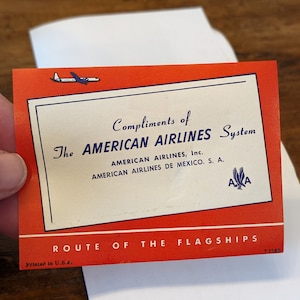 Compliments of
The AMERICAN AIRLINES System
AMERICAN AIRLINES, Inc.
AMERICAN AIRLINES DE MEXICO, S. A.
A A
ROUTE OF THE FLAGSHIPS
Printed in U.S.A.